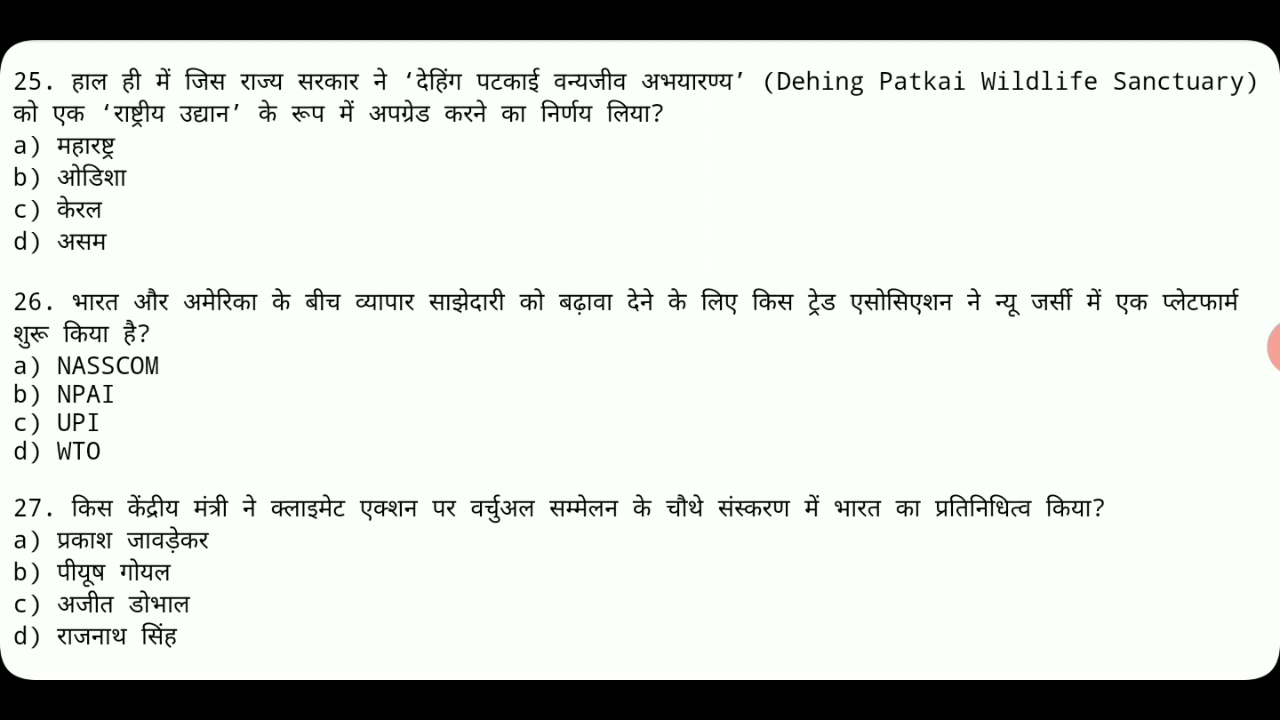 25. हाल ही में जिस राज्य सरकार ने ‘देहिंग पटकाई वन्यजीव अभयारण्य’ (Dehing Patkai Wildlife Sanctuary)
को एक ‘राष्ट्रीय उद्यान’ के रूप में अपग्रेड करने का निर्णय लिया?
a) महाराष्ट्र
b) ओडिशा
c) केरल
d) असम
26. भारत और अमेरिका के बीच व्यापार साझेदारी को बढ़ावा देने के लिए किस ट्रेड एसोसिएशन ने न्यू जर्सी में एक प्लेटफार्म
शुरू किया है?
a) NASSCOM
b) NPAI
c) UPI
d) WTO
27. किस केंद्रीय मंत्री ने क्लाइमेट एक्शन पर वर्चुअल सम्मेलन के चौथे संस्करण में भारत का प्रतिनिधित्व किया?
a) प्रकाश जावड़ेकर
b) पीयूष गोयल
c) अजीत डोभाल
d) राजनाथ सिंह